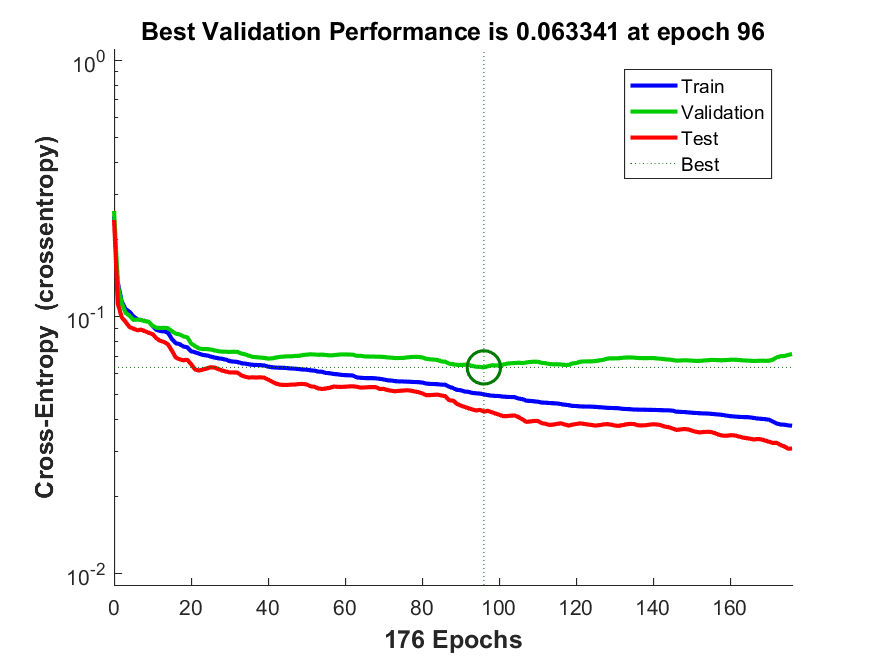 Best Validation Performance is 0.063341 at epoch 96
Cross-Entropy (crossentropy)
10^0
10^-1
10^-2
Train
Validation
Test
Best
0 20 40 60 80 100 120 140 160
176 Epochs